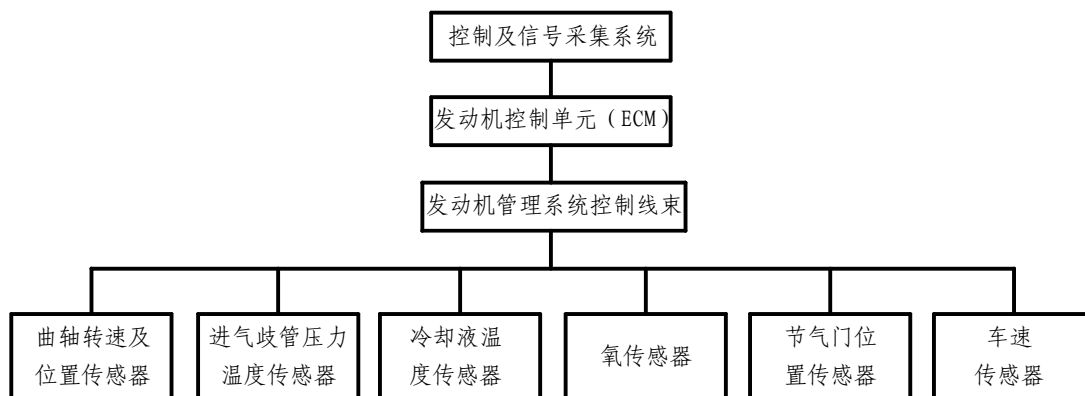 控制及信号采集系统
发动机控制单元（ECM）
发动机管理系统控制线束
曲轴转速及
位置传感器
进气歧管压力
温度传感器
冷却液温
度传感器
氧传感器
节气门位
置传感器
车速
传感器